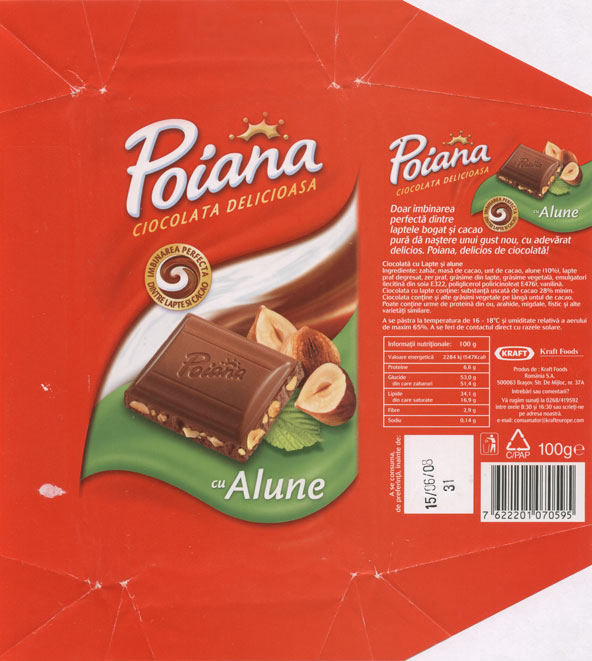 Poiana
CIOCOLATA DELICIOASA
IMBINAREA PERFECTA
DINTRE LAPTE SI CACAO
Poiana
cu Alune
Poiana
CIOCOLATA DELICIOASA
IMBINAREA PERFECTA
DINTRE LAPTE SI CACAO
cu Alune
Doar îmbinarea
perfectă dintre
laptele bogat și cacao
pură dă naștere unui gust nou, cu adevărat
delicios. Poiana, delicios de ciocolată!
Ciocolată cu Lapte și alune
Ingrediente: zahăr, masă de cacao, unt de cacao, alune (10%), lapte
praf degresat, zer praf, grăsime din lapte, grăsime vegetală, emulgatori
(lecitină din soia E322, poliglicerol poliricinoleat E476), vanilină.
Ciocolata cu lapte conține: substanță uscată de cacao 28% minim.
Ciocolata conține și alte grăsimi vegetale pe lângă untul de cacao.
Poate conține urme de proteină din ou, arahide, migdale, fistic și alte
varietăți similare.
A se păstra la temperatura de 16 - 18°C și umiditate relativă a aerului
de maxim 65%. A se feri de contactul direct cu razele solare.
Informații nutriționale: 100 g
Valoare energetică 2284 kj /547Kcall
Proteine 6,6 g
Glucide 53,0 g
din care zaharuri 51,4 g
Lipide 34,1 g
din care saturate 16,9 g
Fibre 2,9 g
Sodiu 0,14 g
KRAFT Kraft Foods
Produs de : Kraft Foods
România S.A.
500063 Brașov, Str. De Mijloc, nr. 37A
Întrebări sau comentarii?
Vă rugăm sunați la 0268/419592
între orele 8:30 și 16:30 sau scrieți-ne
pe adresa noastră.
e-mail: consumator@krafteurope.com
A se consuma,
de preferință, înainte de:
15/06/08
31
C/PAP
100g e
7 622201 070595